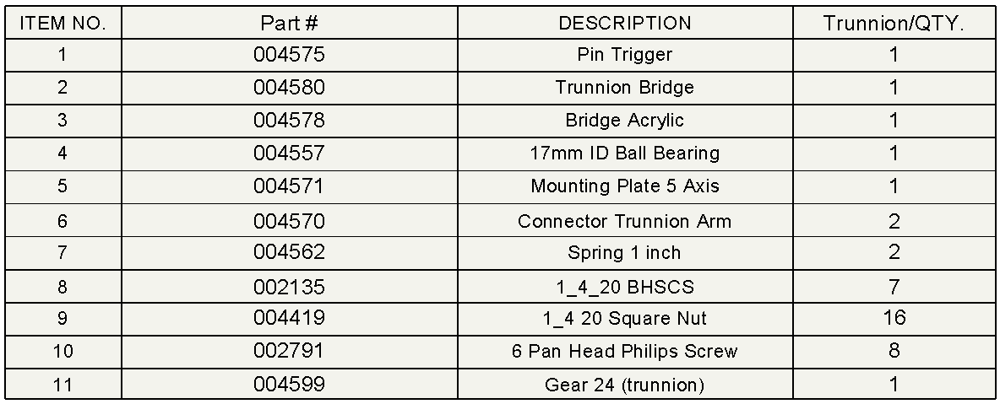 ITEM NO. Part # DESCRIPTION Trunnion/QTY.
1 004575 Pin Trigger 1
2 004580 Trunnion Bridge 1
3 004578 Bridge Acrylic 1
4 004557 17mm ID Ball Bearing 1
5 004571 Mounting Plate 5 Axis 1
6 004570 Connector Trunnion Arm 2
7 004562 Spring 1 inch 2
8 002135 1_4_20 BHSCS 7
9 004419 1_4 20 Square Nut 16
10 002791 6 Pan Head Philips Screw 8
11 004599 Gear 24 (trunnion) 1